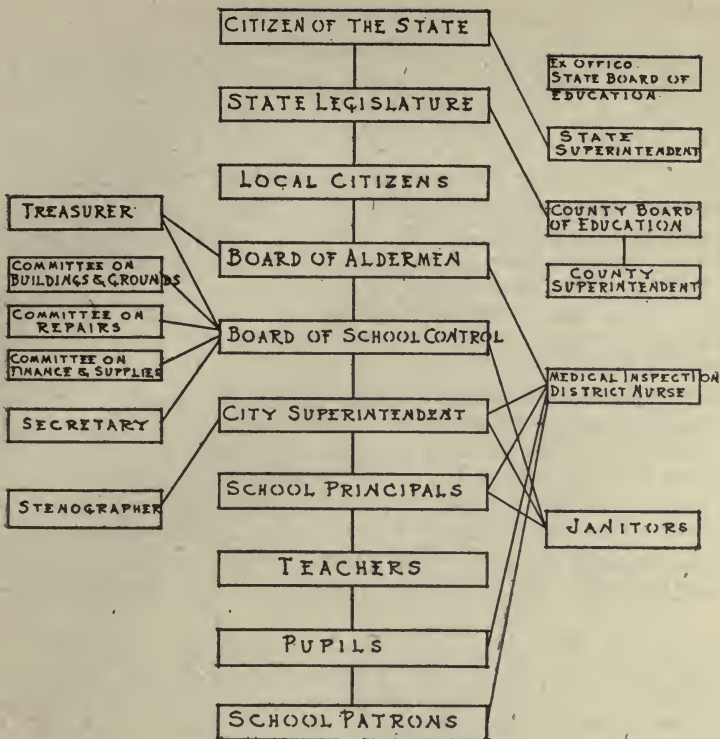 CITIZEN OF THE STATE
EX OFFICO
STATE BOARD OF
EDUCATION
STATE LEGISLATURE
STATE
SUPERINTENDENT
LOCAL CITIZENS
TREASURER
COUNTY BOARD
OF EDUCATION
BOARD OF ALDERMEN
COMMITTEE ON
BUILDINGS & GROUNDS
COUNTY
SUPERINTENDENT
COMMITTEE ON
REPAIRS
BOARD OF SCHOOL CONTROL
COMMITTEE ON
FINANCE & SUPPLIES
MEDICAL INSPECTION
DISTRICT NURSE
SECRETARY
CITY SUPERINTENDENT
SCHOOL PRINCIPALS
STENOGRAPHER
JANITORS
TEACHERS
PUPILS
SCHOOL PATRONS